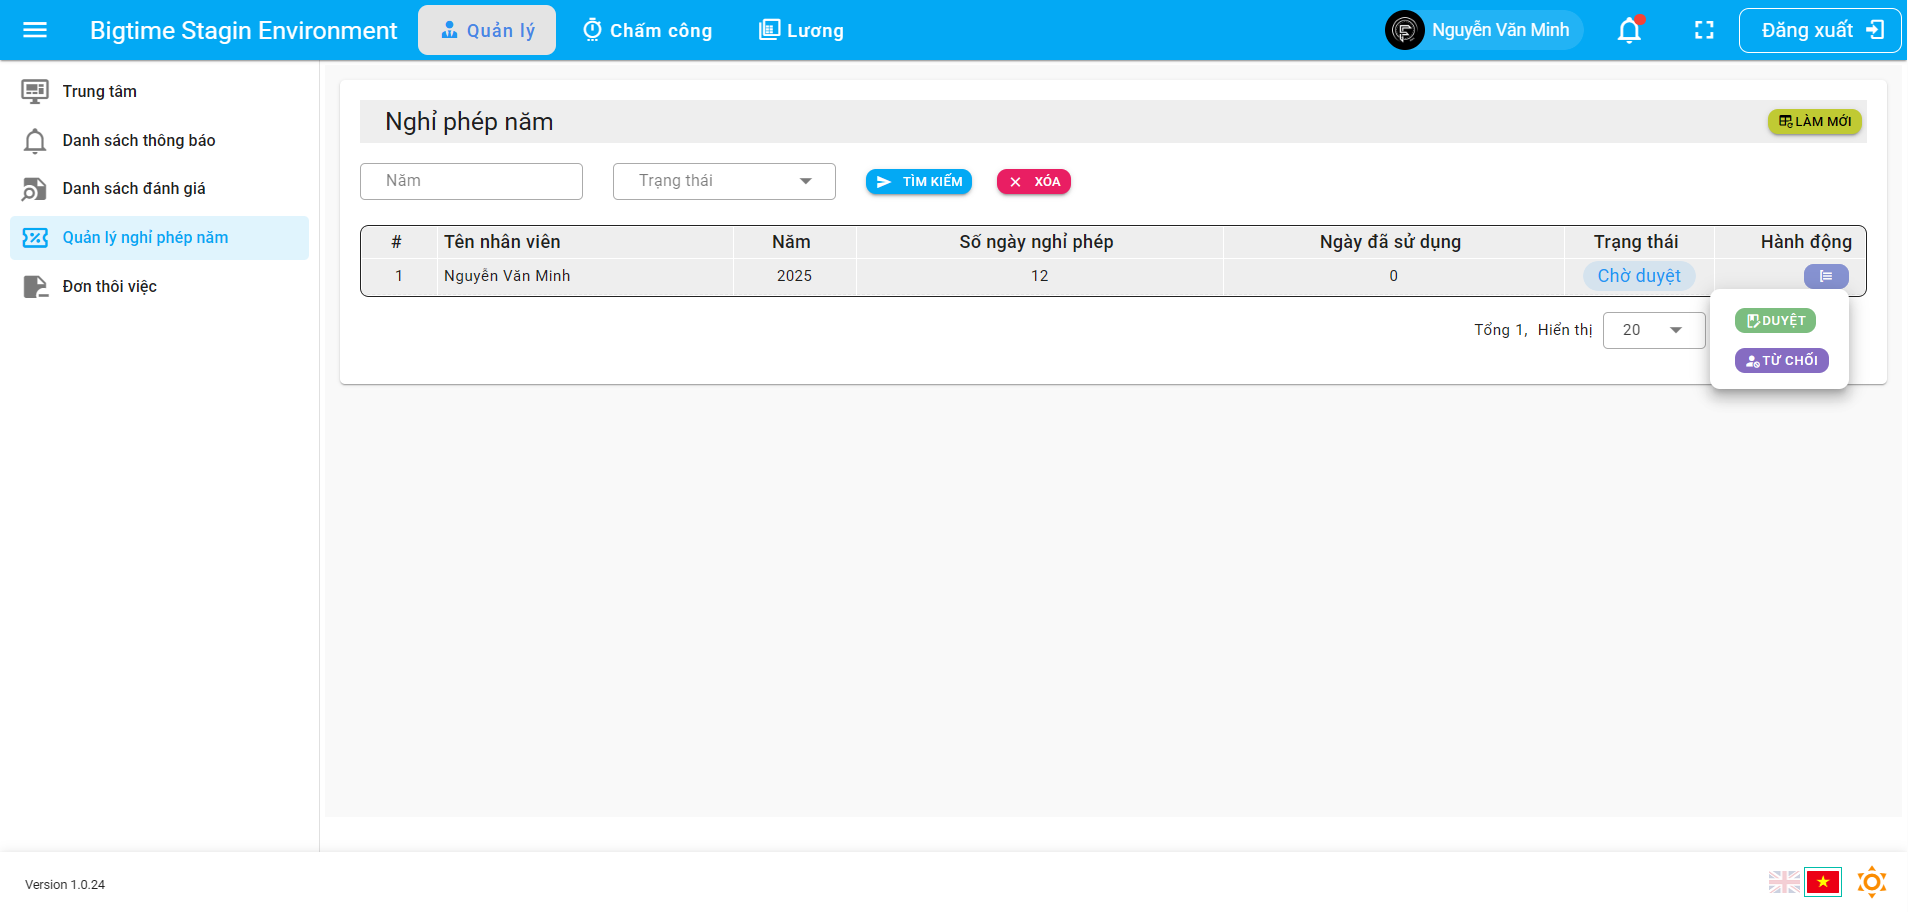 Bigtime Stagin Environment
Quản lý
Chấm công
Lương
Nguyễn Văn Minh
Đăng xuất
Trung tâm
Danh sách thông báo
Danh sách đánh giá
Quản lý nghỉ phép năm
Đơn thôi việc
Nghỉ phép năm
LÀM MỚI
Năm
Trạng thái
TÌM KIẾM
XÓA
# Tên nhân viên Năm Số ngày nghỉ phép Ngày đã sử dụng Trạng thái Hành động
1 Nguyễn Văn Minh 2025 12 0 Chờ duyệt
Tổng 1, Hiển thị 20
DUYỆT
TỪ CHỐI
Version 1.0.24